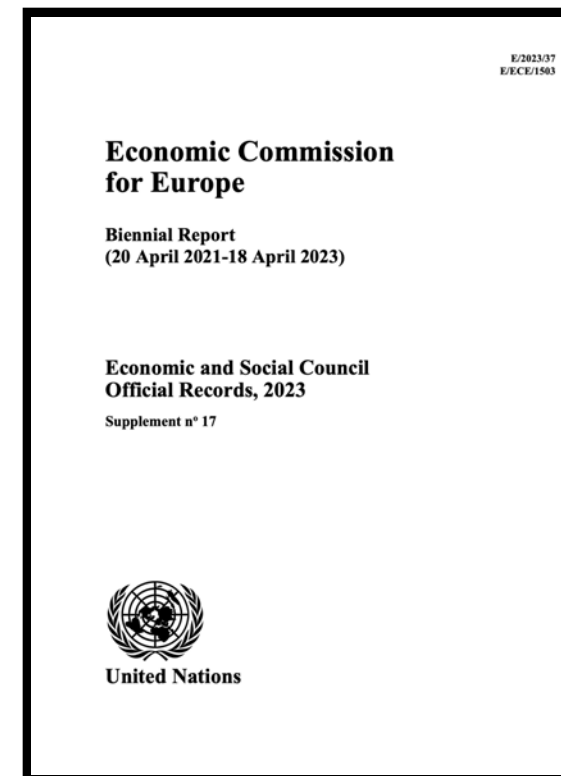 E/2023/37
E/ECE/1503
Economic Commission
for Europe
Biennial Report
(20 April 2021-18 April 2023)
Economic and Social Council
Official Records, 2023
Supplement nº 17
United Nations